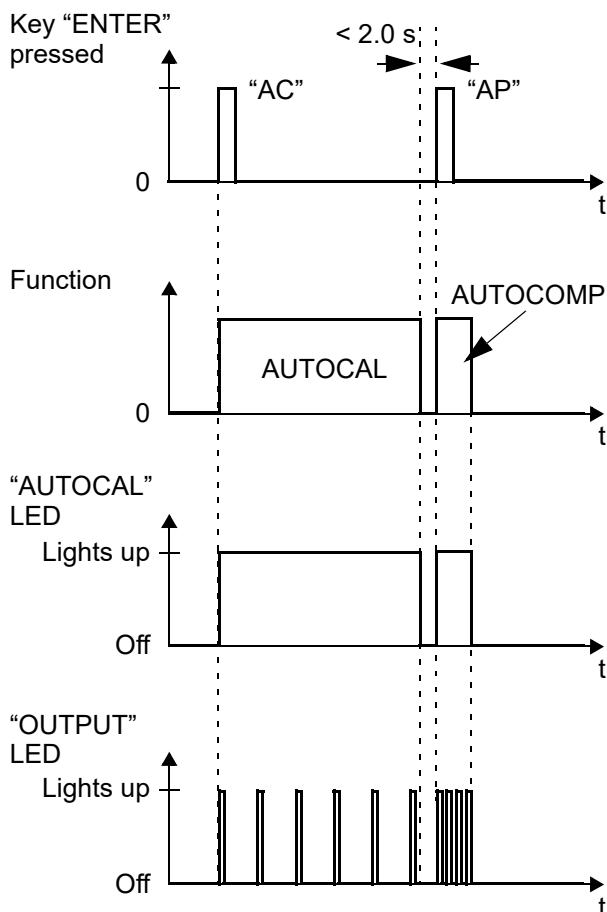 Key “ENTER”
pressed
< 2.0 s
“AC”
“AP”
0
t
Function
AUTOCOMP
AUTOCAL
0
t
“AUTOCAL”
LED
Lights up
Off
t
“OUTPUT”
LED
Lights up
Off
t